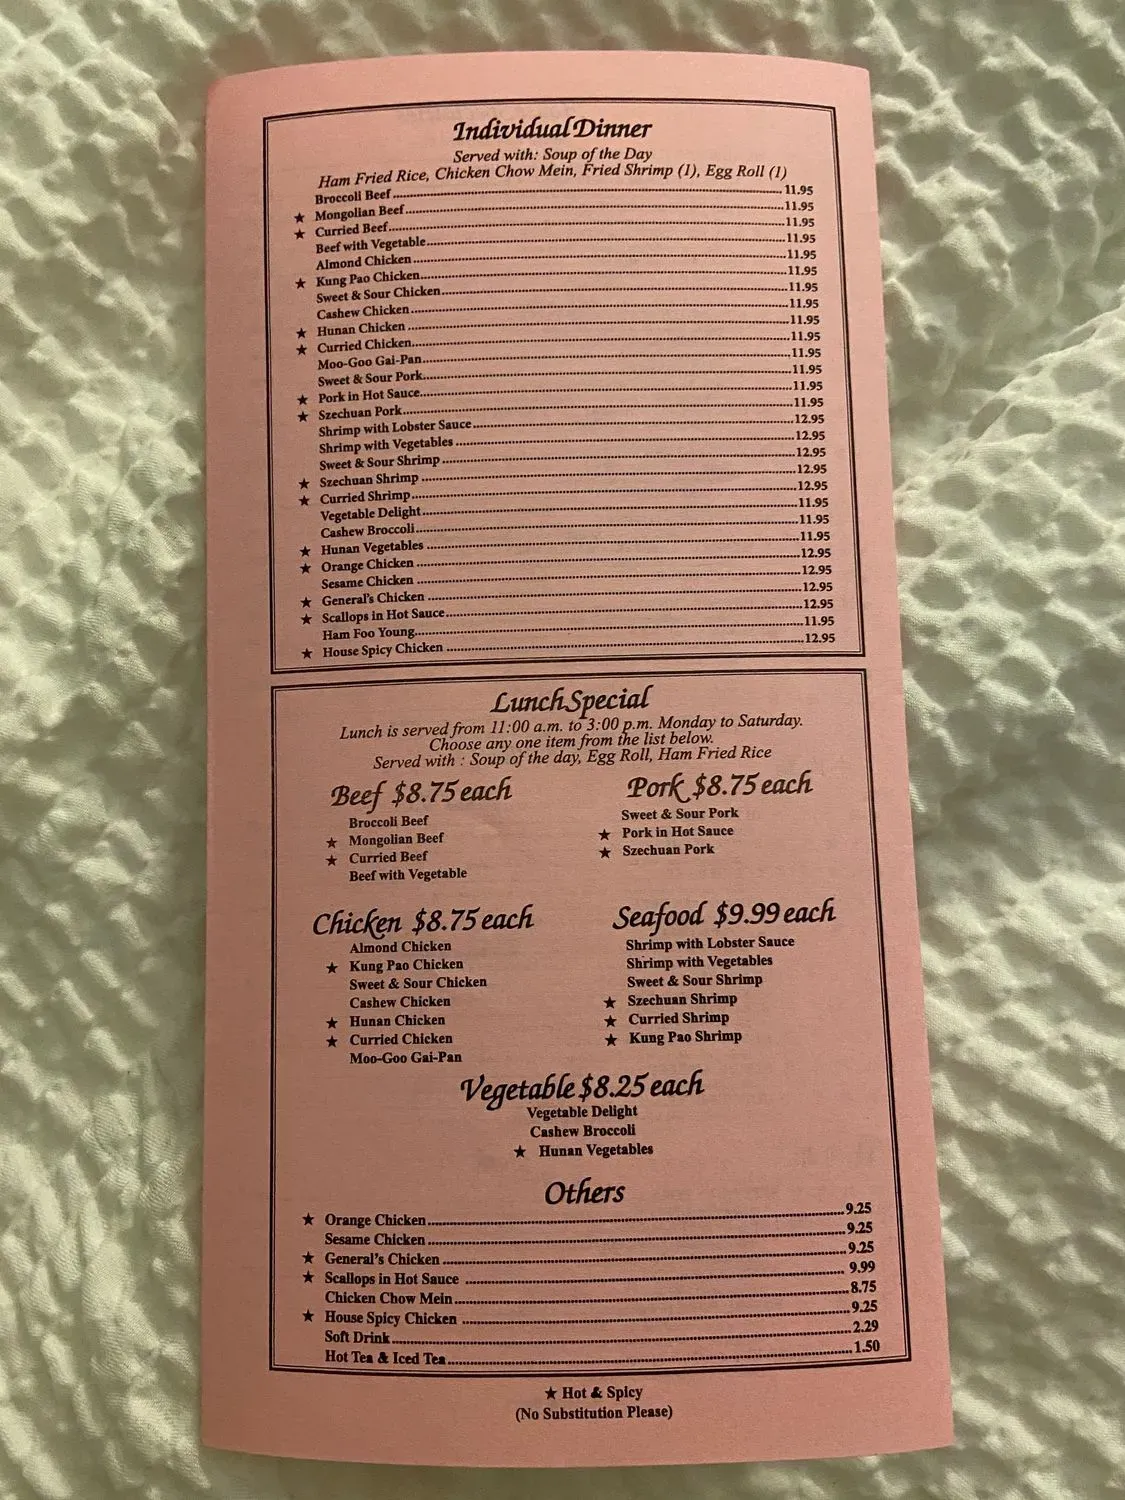 Individual Dinner
Served with: Soup of the Day
Ham Fried Rice, Chicken Chow Mein, Fried Shrimp (1), Egg Roll (1)
Broccoli Beef 11.95
★ Mongolian Beef 11.95
★ Curried Beef 11.95
Beef with Vegetable 11.95
Almond Chicken 11.95
★ Kung Pao Chicken 11.95
Sweet & Sour Chicken 11.95
Cashew Chicken 11.95
★ Hunan Chicken 11.95
★ Curried Chicken 11.95
Moo-Goo Gai-Pan 11.95
Sweet & Sour Pork 11.95
★ Pork in Hot Sauce 11.95
★ Szechuan Pork 11.95
Shrimp with Lobster Sauce 12.95
Shrimp with Vegetables 12.95
Sweet & Sour Shrimp 12.95
★ Szechuan Shrimp 12.95
★ Curried Shrimp 12.95
Vegetable Delight 11.95
Cashew Broccoli 11.95
★ Hunan Vegetables 11.95
★ Orange Chicken 12.95
Sesame Chicken 12.95
★ General's Chicken 12.95
★ Scallops in Hot Sauce 12.95
Ham Foo Young 11.95
★ House Spicy Chicken 12.95
Lunch Special
Lunch is served from 11:00 a.m. to 3:00 p.m. Monday to Saturday.
Choose any one item from the list below.
Served with : Soup of the day, Egg Roll, Ham Fried Rice
Beef $8.75 each
Broccoli Beef
★ Mongolian Beef
★ Curried Beef
Beef with Vegetable
Pork $8.75 each
Sweet & Sour Pork
★ Pork in Hot Sauce
★ Szechuan Pork
Chicken $8.75 each
Almond Chicken
★ Kung Pao Chicken
Sweet & Sour Chicken
Cashew Chicken
★ Hunan Chicken
★ Curried Chicken
Moo-Goo Gai-Pan
Seafood $9.99 each
Shrimp with Lobster Sauce
Shrimp with Vegetables
Sweet & Sour Shrimp
★ Szechuan Shrimp
★ Curried Shrimp
★ Kung Pao Shrimp
Vegetable $8.25 each
Vegetable Delight
Cashew Broccoli
★ Hunan Vegetables
Others
★ Orange Chicken 9.25
Sesame Chicken 9.25
★ General's Chicken 9.25
★ Scallops in Hot Sauce 9.99
Chicken Chow Mein 8.75
★ House Spicy Chicken 9.25
Soft Drink 2.29
Hot Tea & Iced Tea 1.50
★ Hot & Spicy
(No Substitution Please)